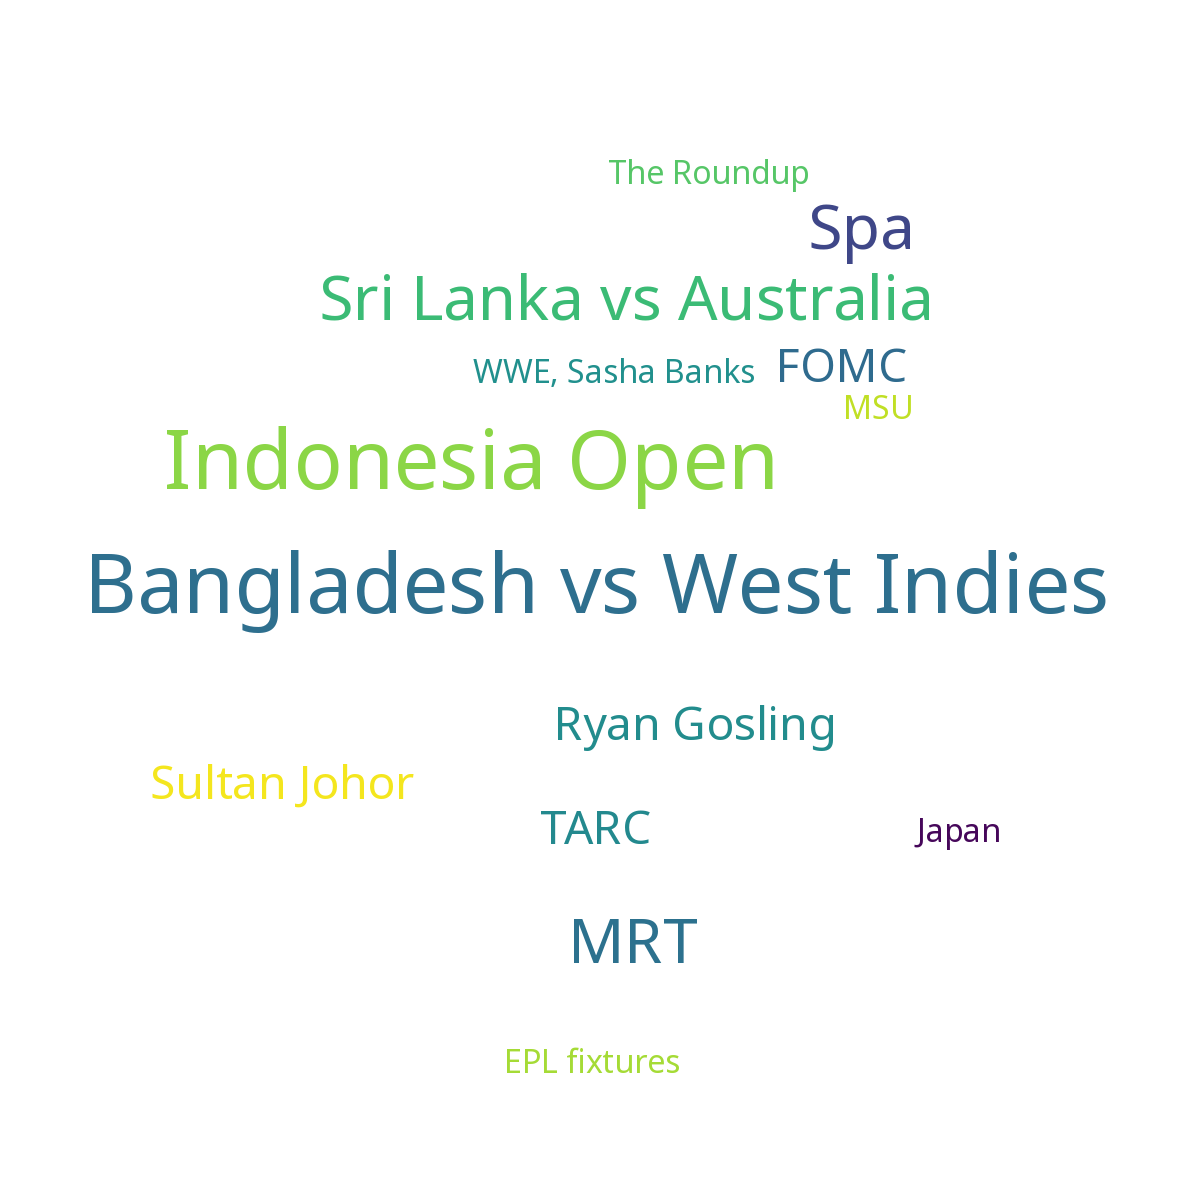 The Roundup
Spa
Sri Lanka vs Australia
WWE, Sasha Banks
FOMC
MSU
Indonesia Open
Bangladesh vs West Indies
Ryan Gosling
Sultan Johor
TARC
Japan
MRT
EPL fixtures